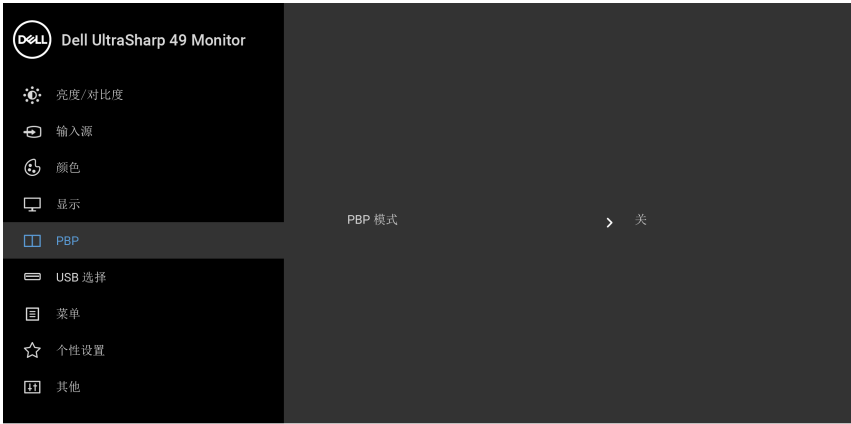 DELL
Dell UltraSharp 49 Monitor
亮度/对比度
输入源
颜色
显示
PBP
PBP 模式
关
USB 选择
菜单
个性设置
其他